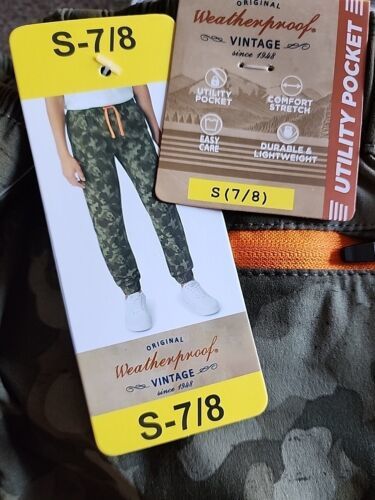 S-7/8
ORIGINAL
Weatherproof®
VINTAGE
since 1948
S-7/8
ORIGINAL
Weatherproof®
VINTAGE
since 1948
UTILITY
POCKET
COMFORT
STRETCH
EASY
CARE
DURABLE &
LIGHTWEIGHT
S(7/8)
UTILITY POCKET